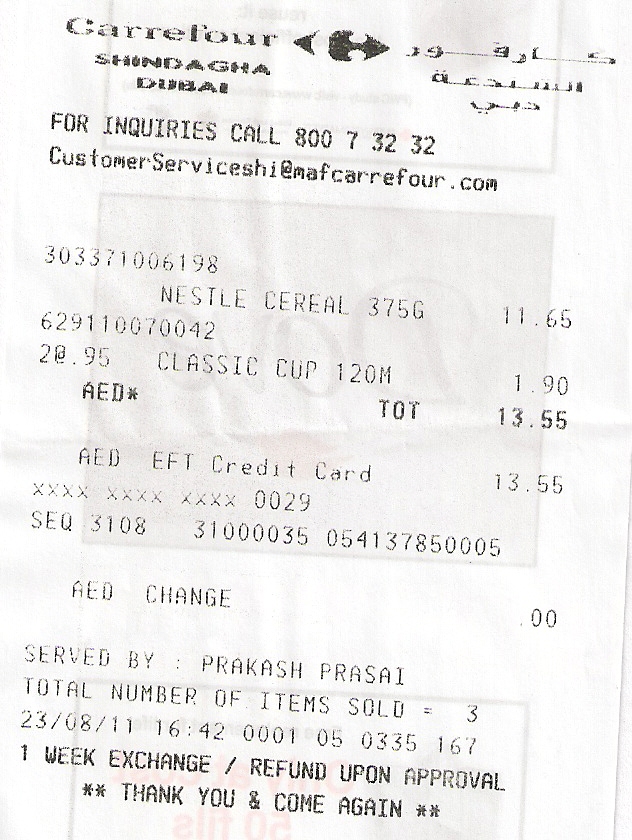 Carrefour كارفور
SHINDAGHA الشندغة
DUBAI دبي
FOR INQUIRIES CALL 800 7 32 32
CustomerServiceshi@mafcarrefour.com
303371006198
NESTLE CEREAL 375G 11.65
629110070042
2@.95 CLASSIC CUP 120M 1.90
AED* TOT 13.55
AED EFT Credit Card 13.55
XXXX XXXX XXXX 0029
SEQ 3108 31000035 054137850005
AED CHANGE .00
SERVED BY : PRAKASH PRASAI
TOTAL NUMBER OF ITEMS SOLD = 3
23/08/11 16:42 0001 05 0335 167
1 WEEK EXCHANGE / REFUND UPON APPROVAL
** THANK YOU & COME AGAIN **
50 fils